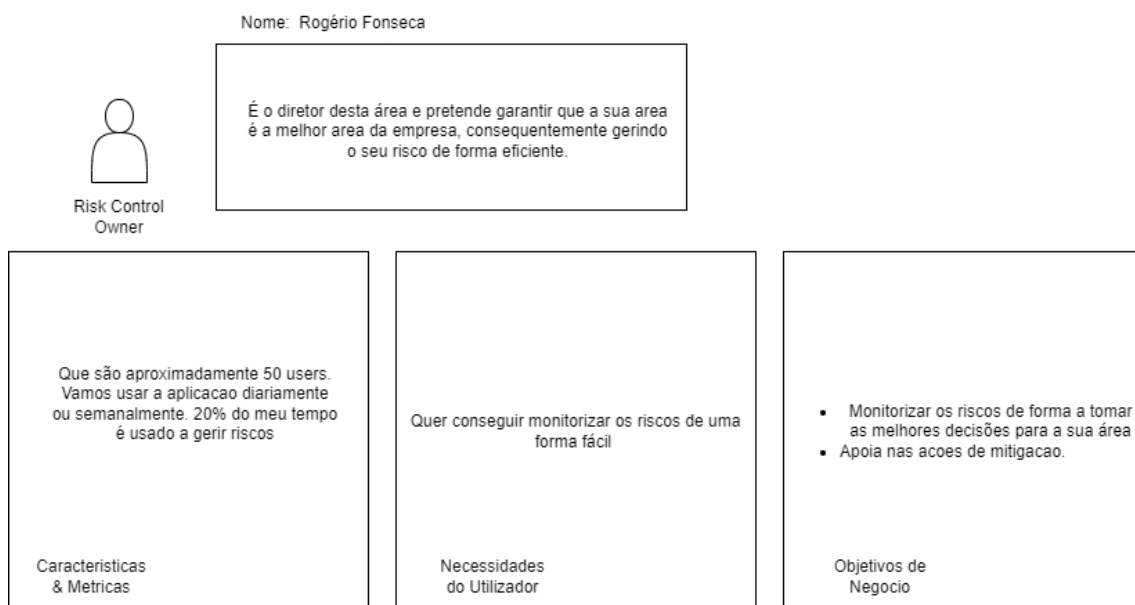 Nome: Rogério Fonseca
É o diretor desta área e pretende garantir que a sua area
é a melhor area da empresa, consequentemente gerindo
o seu risco de forma eficiente.
Risk Control
Owner
Que são aproximadamente 50 users.
Vamos usar a aplicacao diariamente
ou semanalmente. 20% do meu tempo
é usado a gerir riscos
Caracteristicas
& Metricas
Quer conseguir monitorizar os riscos de uma
forma fácil
Necessidades
do Utilizador
• Monitorizar os riscos de forma a tomar
as melhores decisões para a sua área
• Apoia nas acoes de mitigacao.
Objetivos de
Negocio